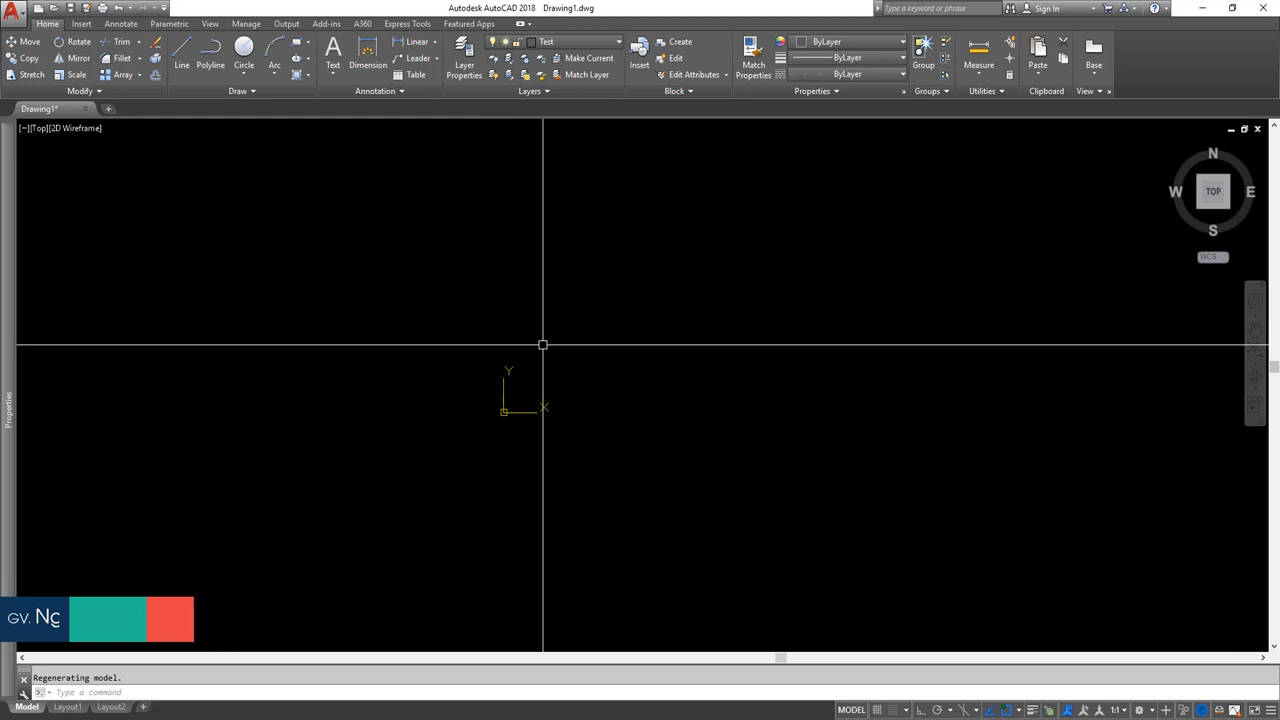 Autodesk AutoCAD 2018 Drawing1.dwg
Type a keyword or phrase
Sign In
Home Insert Annotate Parametric View Manage Output Add-ins A360 Express Tools Featured Apps
Move Rotate Trim
Copy Mirror Fillet
Stretch Scale Array
Modify
Line Polyline Circle Arc
Draw
Text Dimension
Linear
Leader
Table
Annotation
Layer Properties
Test
Make Current
Match Layer
Layers
Insert
Create
Edit
Edit Attributes
Block
Match Properties
ByLayer
ByLayer
ByLayer
Properties
Group
Groups
Measure
Utilities
Paste
Clipboard
Base
View
Drawing1*
[−][Top][2D Wireframe]
N
W TOP E
S
WCS
Y
X
Properties
GV. Ng
Regenerating model.
Type a command
Model Layout1 Layout2
MODEL
1:1